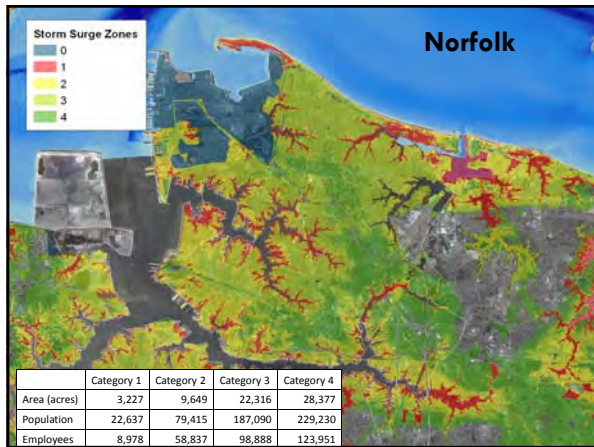 Storm Surge Zones
0
1
2
3
4
Norfolk
Category 1 Category 2 Category 3 Category 4
Area (acres) 3,227 9,649 22,316 28,377
Population 22,637 79,415 187,090 229,230
Employees 8,978 58,837 98,888 123,951